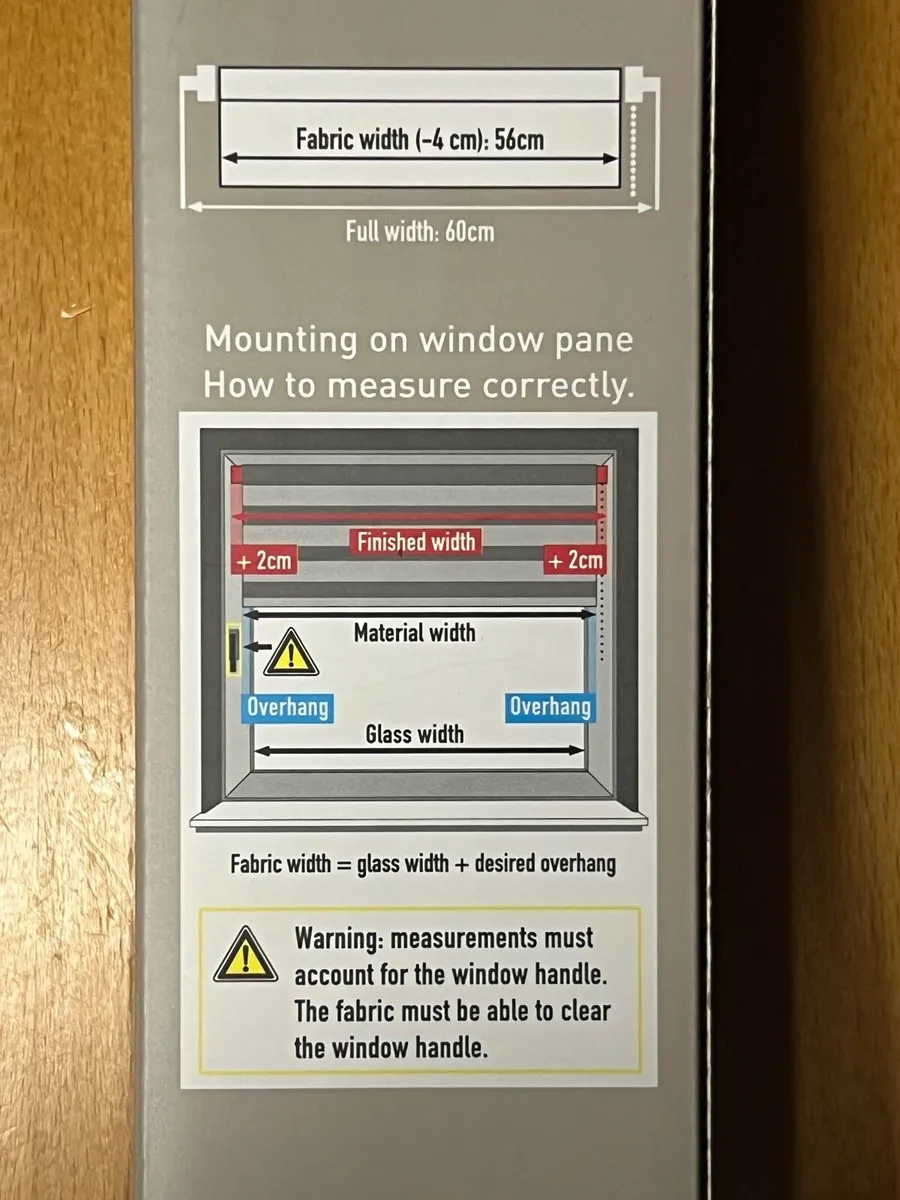 Fabric width (-4 cm): 56cm
Full width: 60cm
Mounting on window pane
How to measure correctly.
Finished width
+ 2cm
+ 2cm
Material width
Overhang
Overhang
Glass width
Fabric width = glass width + desired overhang
Warning: measurements must
account for the window handle.
The fabric must be able to clear
the window handle.